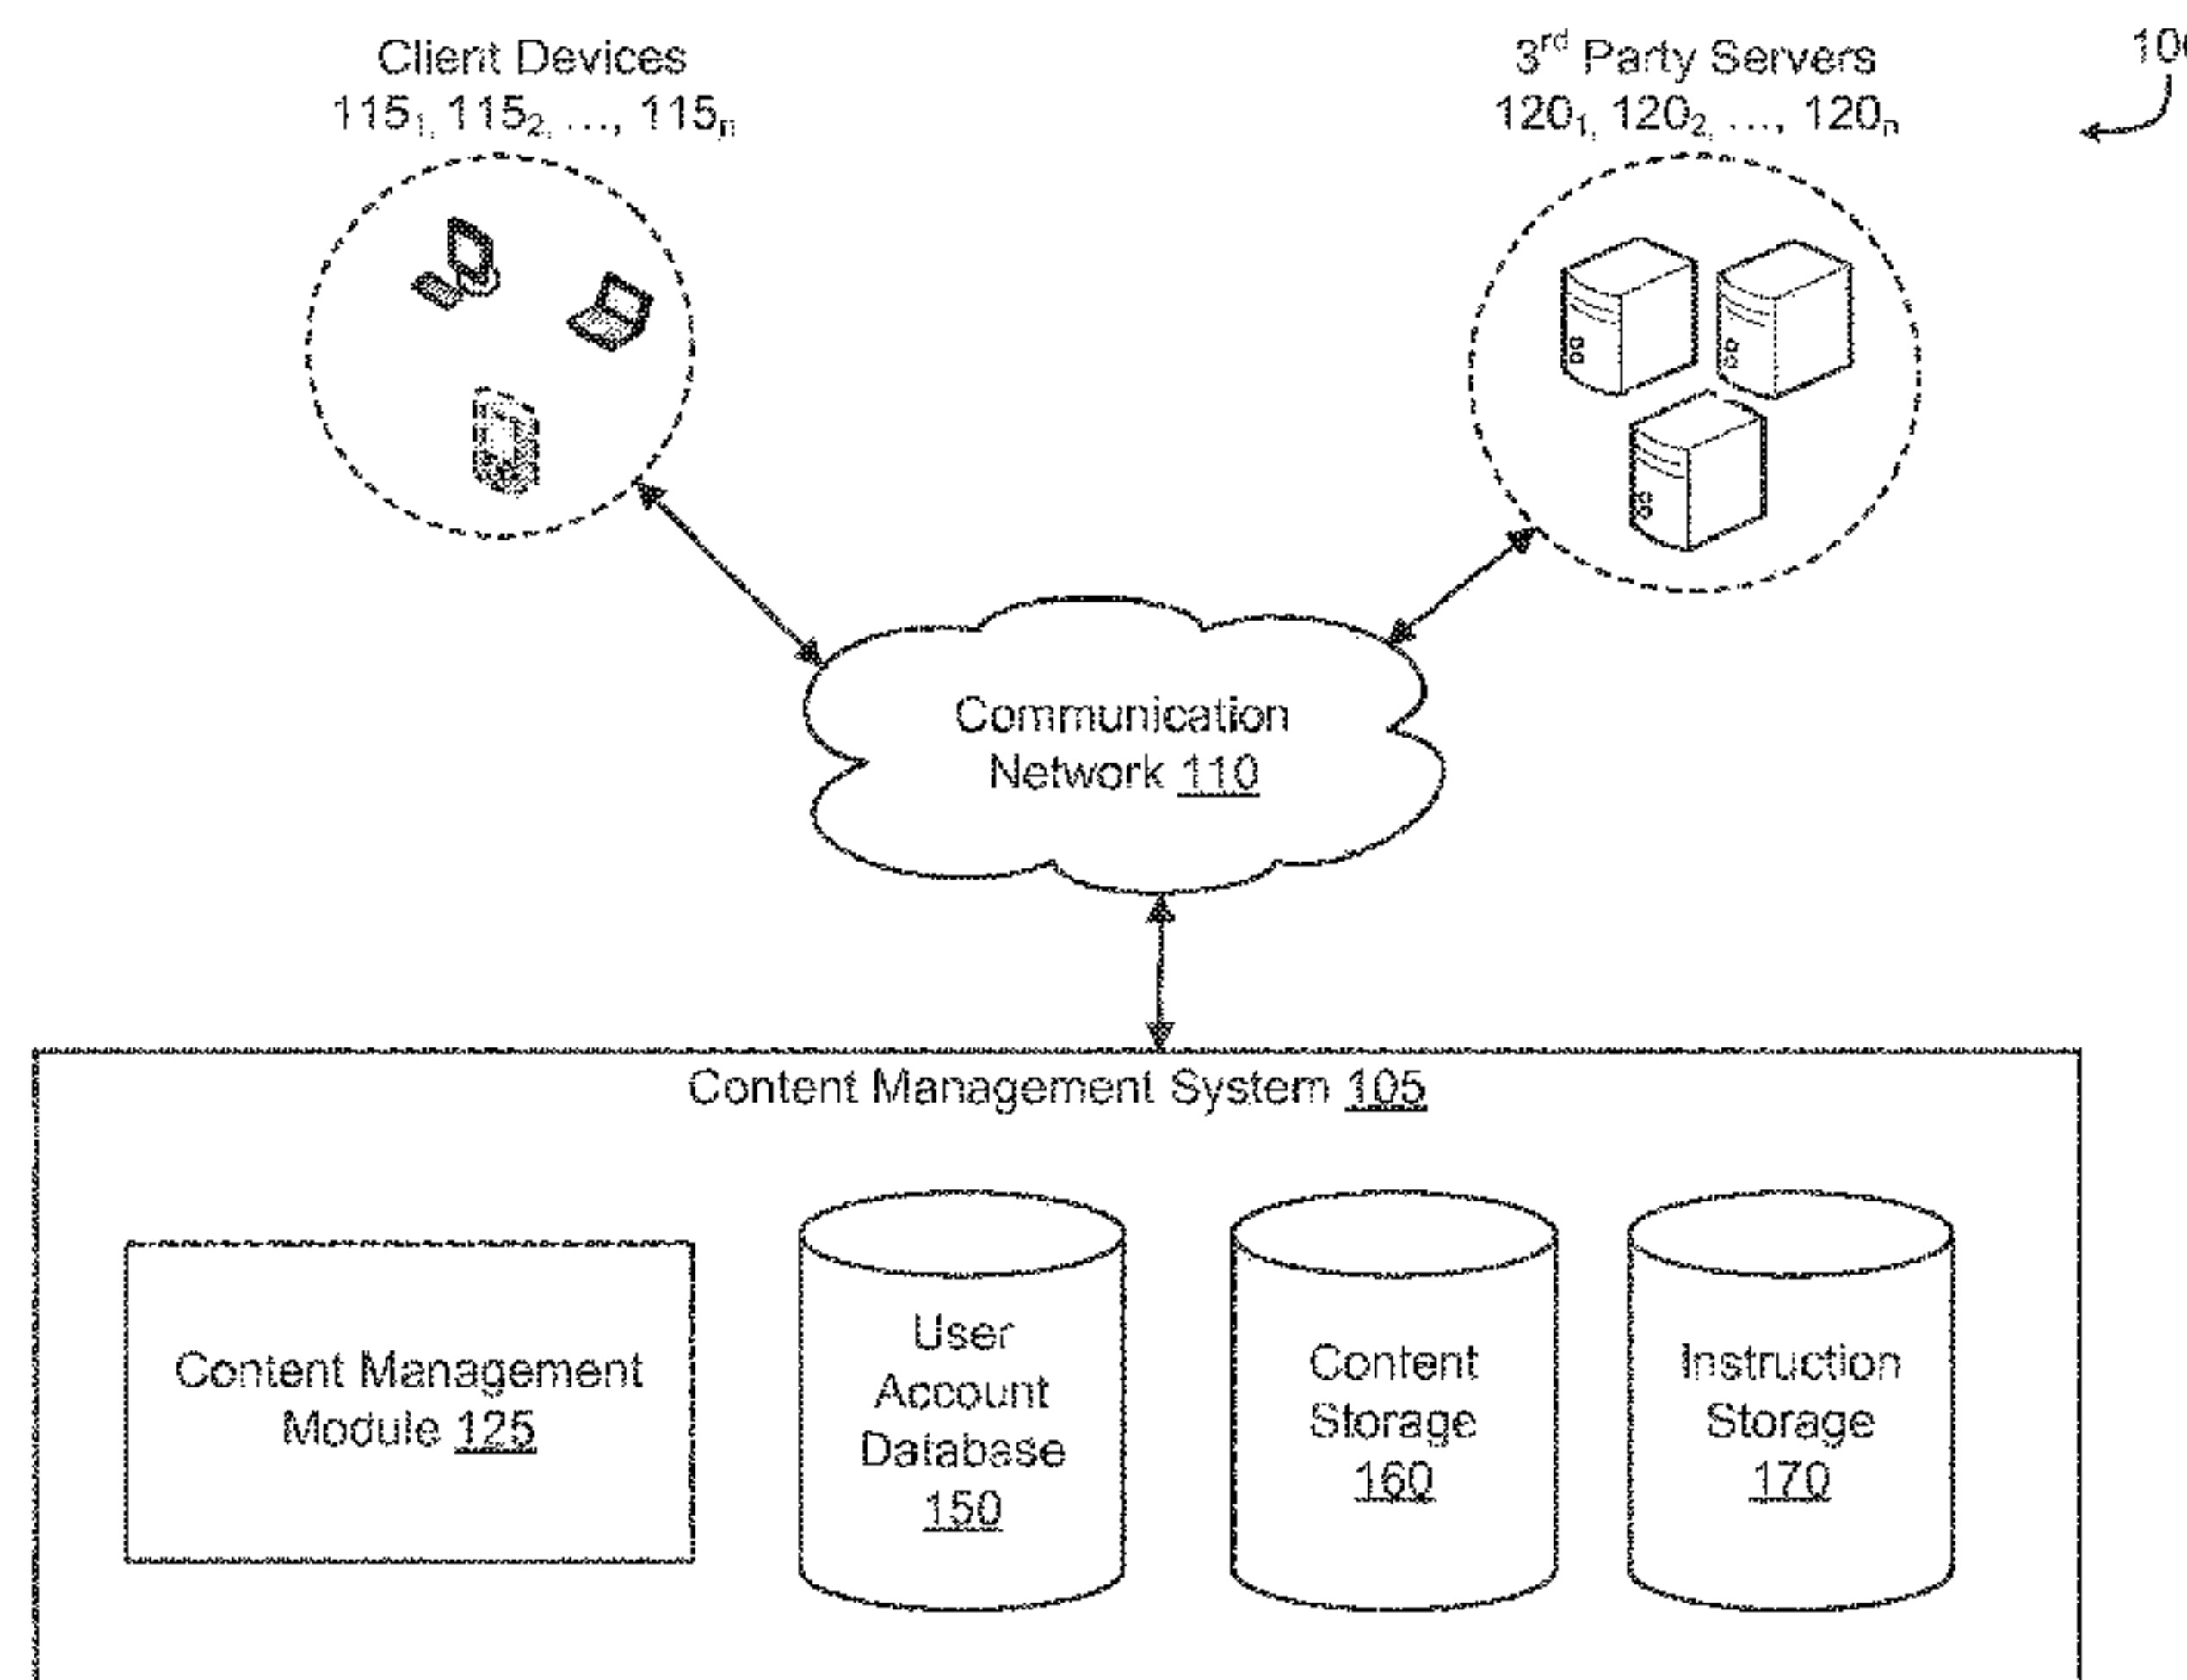 Client Devices
115₁, 115₂, ..., 115ₙ
3rd Party Servers
120₁, 120₂, ..., 120ₙ
Communication
Network 110
Content Management System 105
Content Management
Module 125
User
Account
Database
150
Content
Storage
160
Instruction
Storage
170